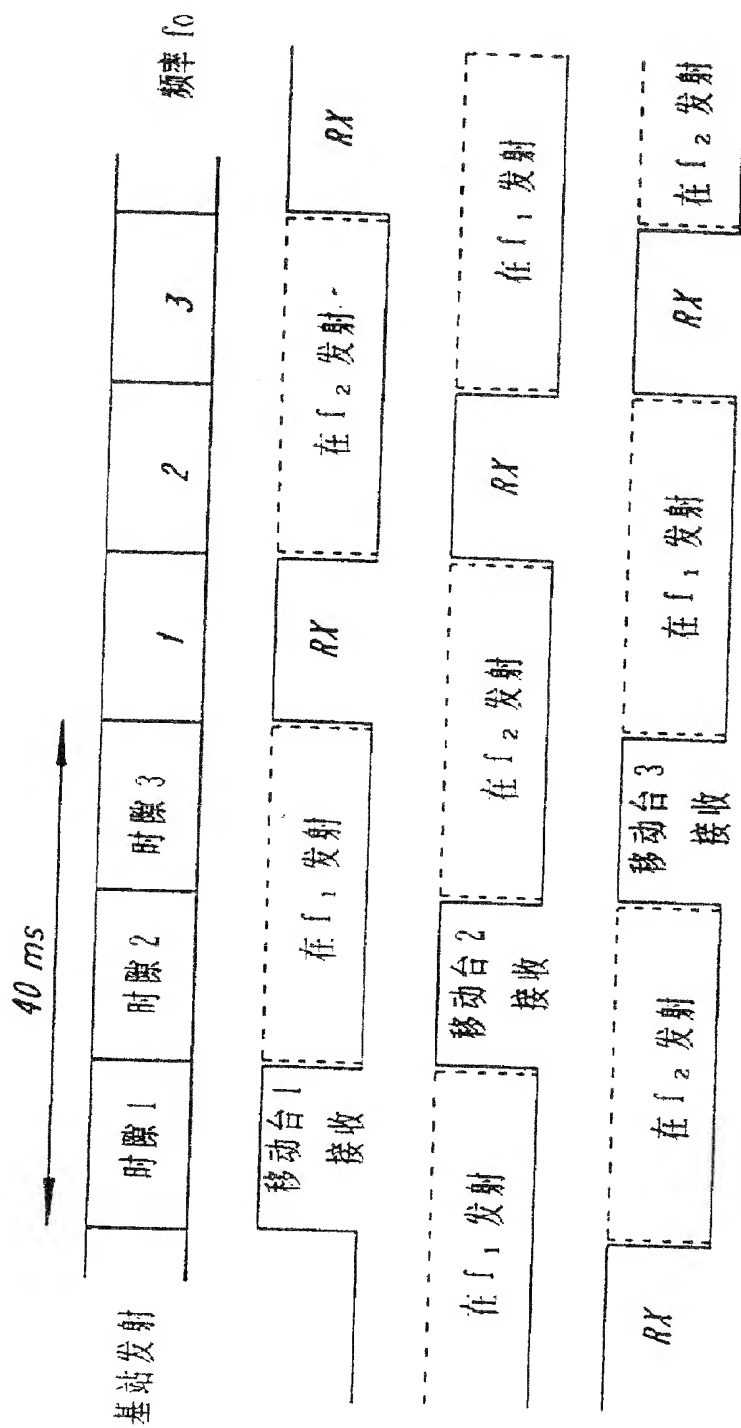 40 ms
基站发射
时隙 1
时隙 2
时隙 3
1
2
3
频率 f0
移动台 1
接收
在 f1 发射
RX
在 f2 发射
RX
在 f1 发射
移动台 2
接收
在 f2 发射
RX
在 f1 发射
RX
在 f2 发射
移动台 3
接收
在 f1 发射
RX
在 f2 发射